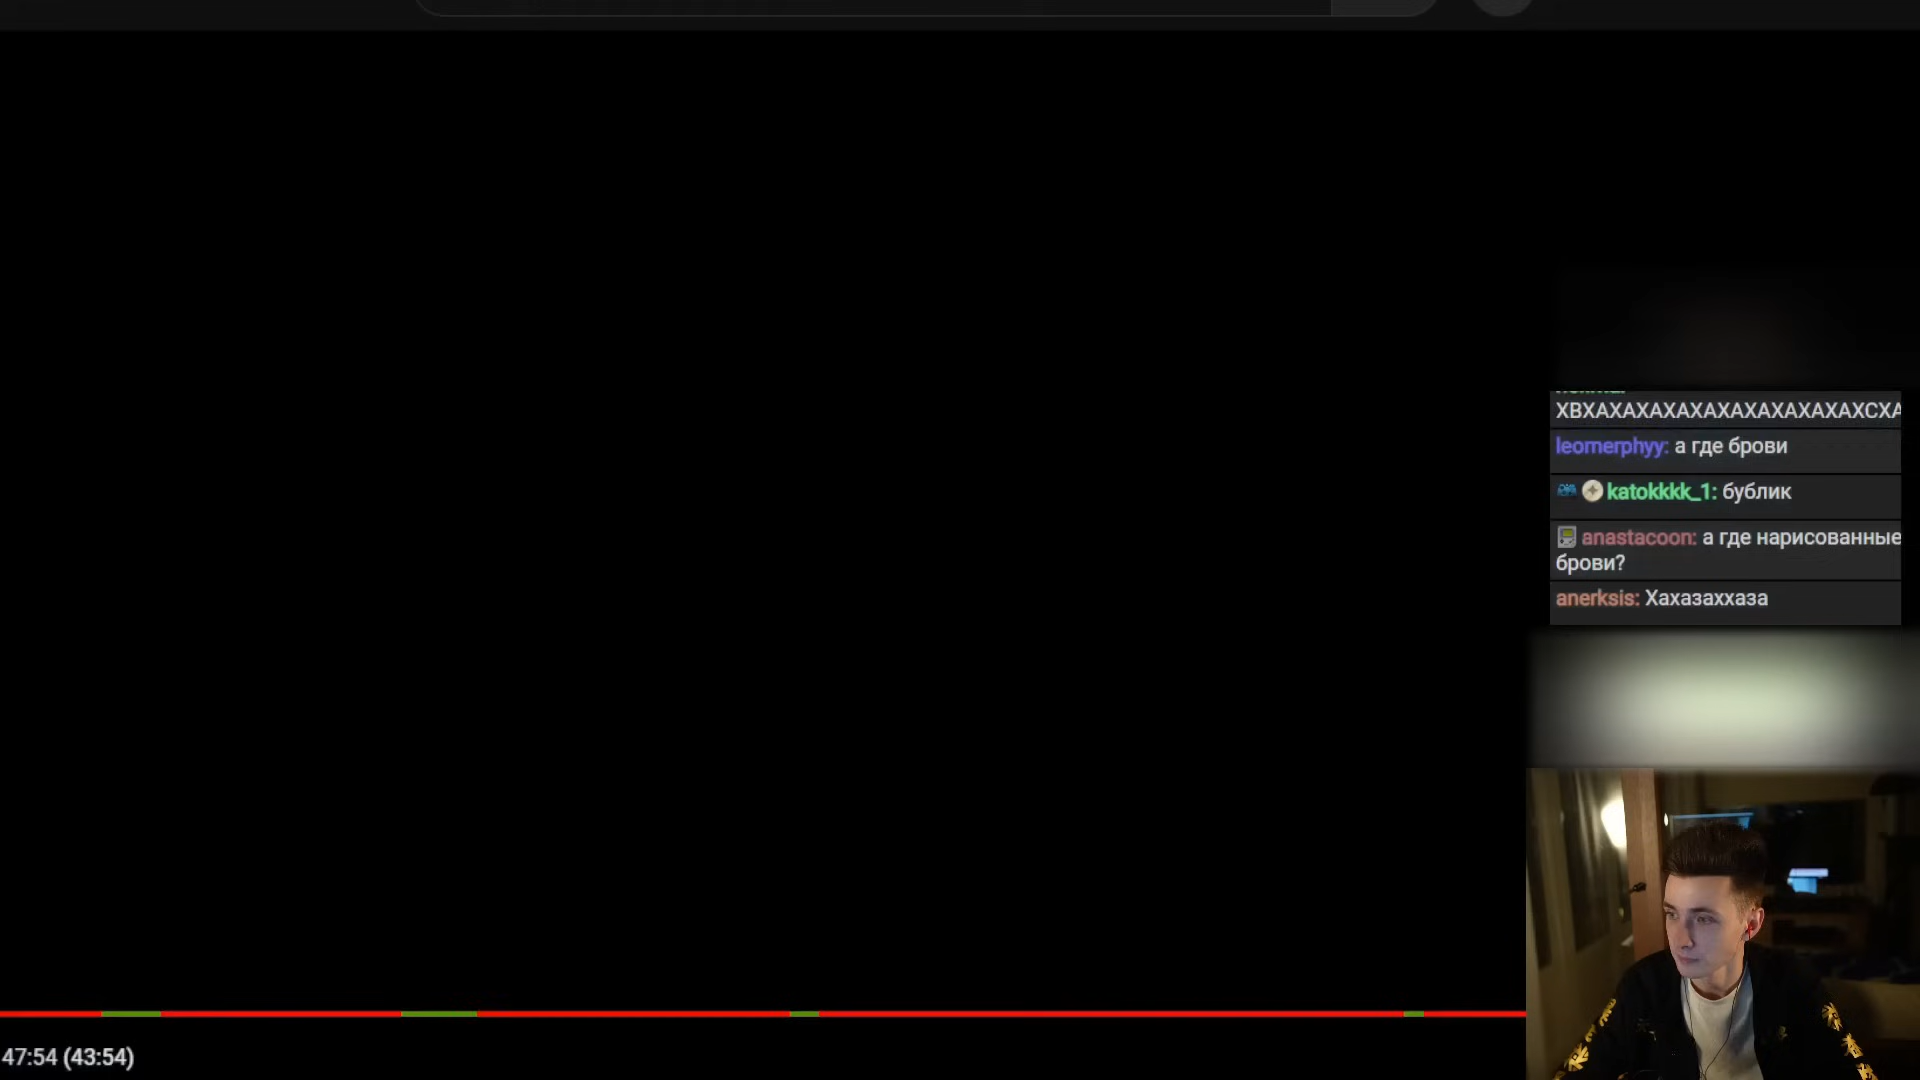 ХВХАХАХАХАХАХАХАХАХАХАХСХА
leomerphyy: а где брови
katokkkk_1: бублик
anastacoon: а где нарисованные
брови?
anerksis: Хахазаххаза
47:54 (43:54)